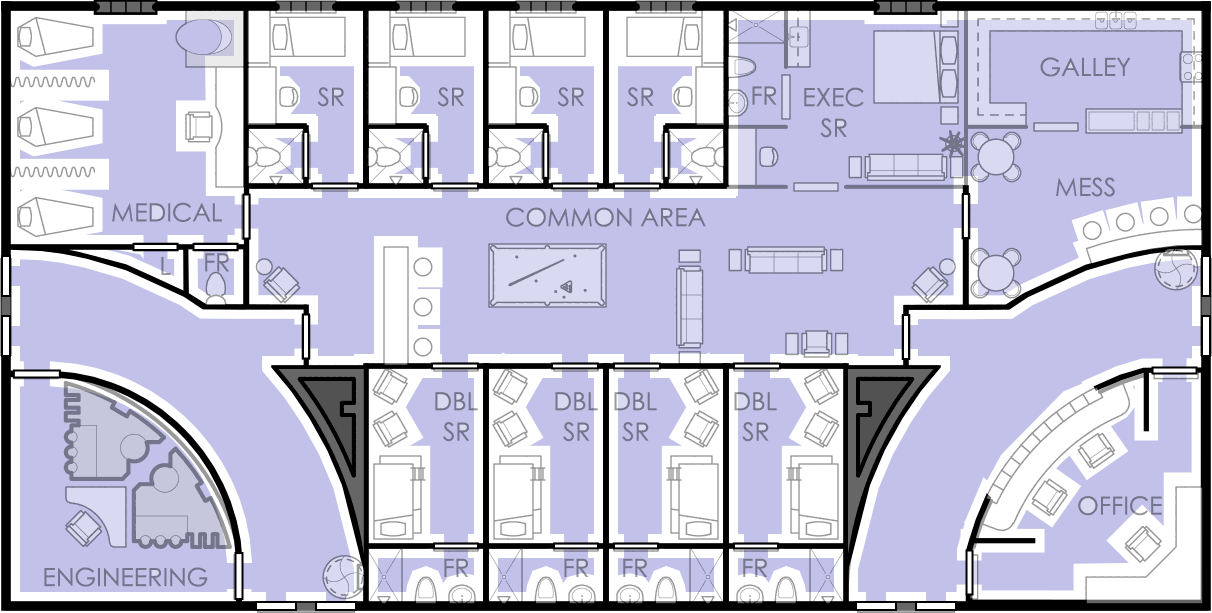 GALLEY
SR
SR
SR
SR
FR
EXEC
SR
MESS
MEDICAL
COMMON AREA
L
FR
DBL
SR
DBL
SR
DBL
SR
DBL
SR
OFFICE
FR
FR
FR
FR
ENGINEERING